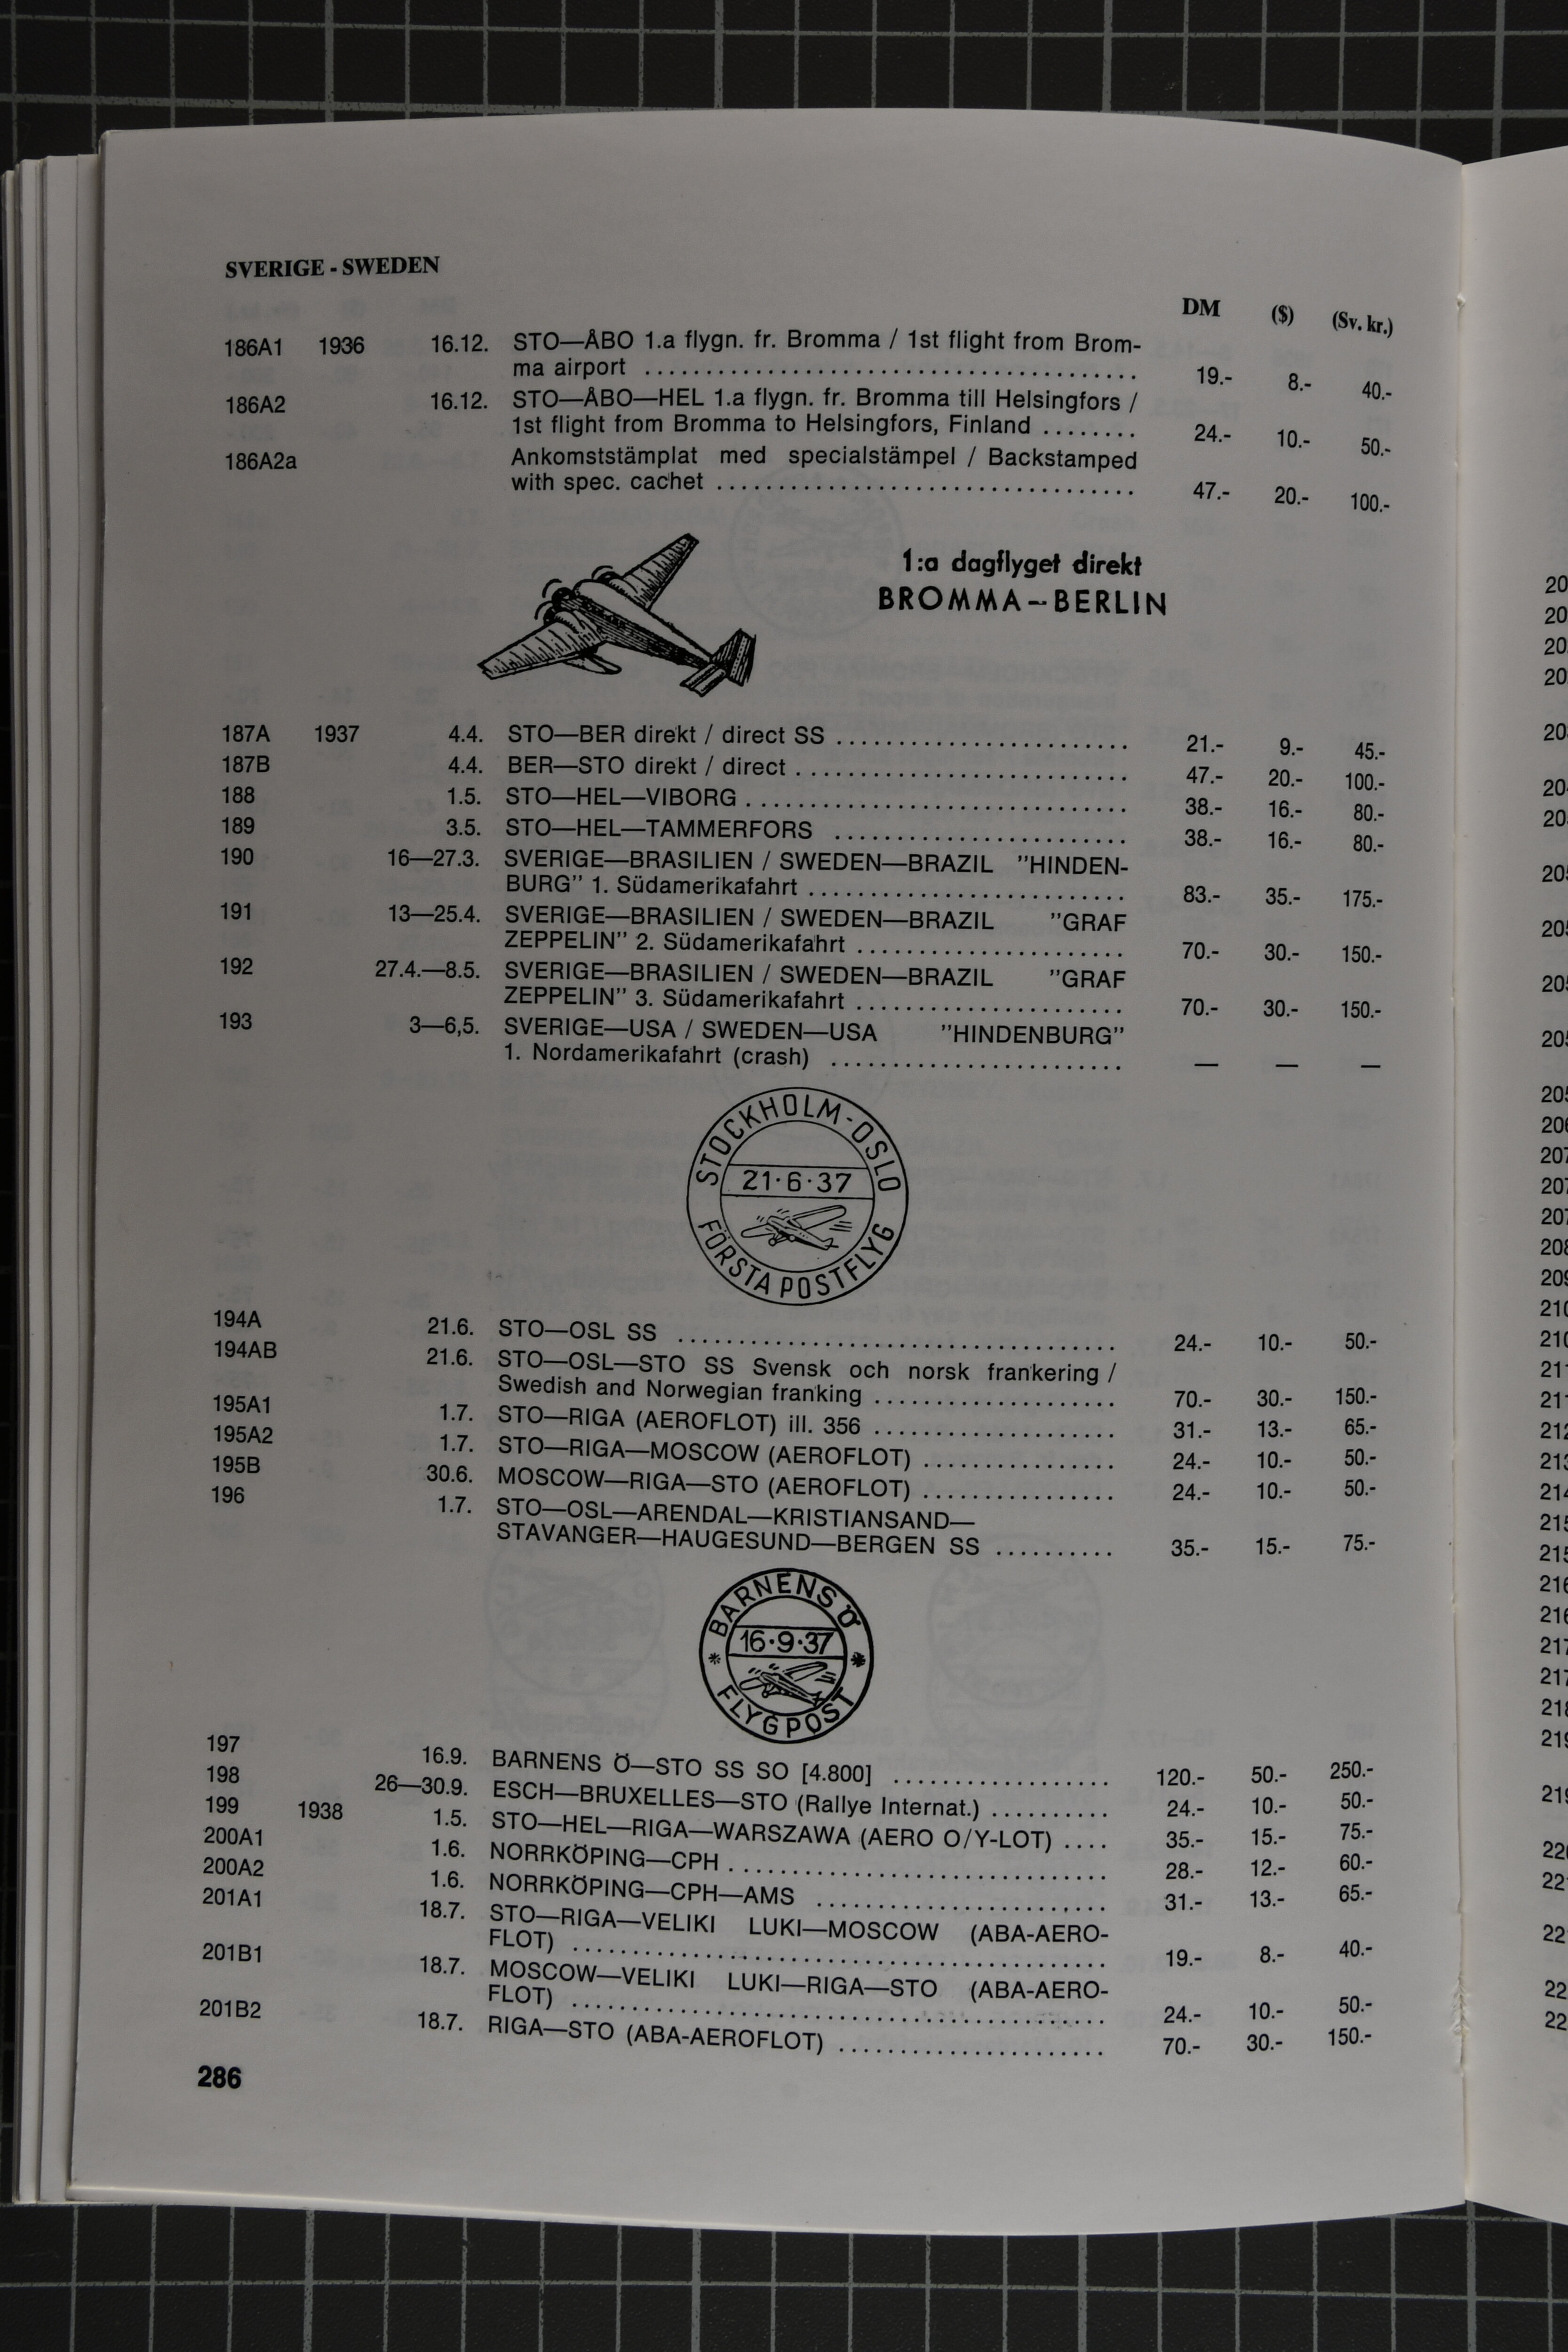 SVERIGE - SWEDEN
DM ($) (Sv. kr.)
186A1 1936 16.12. STO—ÅBO 1.a flygn. fr. Bromma / 1st flight from Brom-
ma airport ........................................ 19.- 8.- 40.-
186A2 16.12. STO—ÅBO—HEL 1.a flygn. fr. Bromma till Helsingfors /
1st flight from Bromma to Helsingfors, Finland ........ 24.- 10.- 50.-
186A2a Ankomststämplat med specialstämpel / Backstamped
with spec. cachet .................................. 47.- 20.- 100.-
1:a dagflyget direkt
BROMMA--BERLIN
187A 1937 4.4. STO—BER direkt / direct SS ........................ 21.- 9.- 45.-
187B 4.4. BER—STO direkt / direct ........................... 47.- 20.- 100.-
188 1.5. STO—HEL—VIBORG ............................... 38.- 16.- 80.-
189 3.5. STO—HEL—TAMMERFORS ........................ 38.- 16.- 80.-
190 16—27.3. SVERIGE—BRASILIEN / SWEDEN—BRAZIL ”HINDEN-
BURG” 1. Südamerikafahrt .......................... 83.- 35.- 175.-
191 13—25.4. SVERIGE—BRASILIEN / SWEDEN—BRAZIL ”GRAF
ZEPPELIN” 2. Südamerikafahrt ...................... 70.- 30.- 150.-
192 27.4.—8.5. SVERIGE—BRASILIEN / SWEDEN—BRAZIL ”GRAF
ZEPPELIN” 3. Südamerikafahrt ...................... 70.- 30.- 150.-
193 3—6,5. SVERIGE—USA / SWEDEN—USA ”HINDENBURG”
1. Nordamerikafahrt (crash) ........................ — — —
STOCKHOLM-OSLO
21·6·37
FÖRSTA POSTFLYG
194A 21.6. STO—OSL SS .................................... 24.- 10.- 50.-
194AB 21.6. STO—OSL—STO SS Svensk och norsk frankering /
Swedish and Norwegian franking .................... 70.- 30.- 150.-
195A1 1.7. STO—RIGA (AEROFLOT) ill. 356 .................... 31.- 13.- 65.-
195A2 1.7. STO—RIGA—MOSCOW (AEROFLOT) ................ 24.- 10.- 50.-
195B 30.6. MOSCOW—RIGA—STO (AEROFLOT) ................ 24.- 10.- 50.-
196 1.7. STO—OSL—ARENDAL—KRISTIANSAND—
STAVANGER—HAUGESUND—BERGEN SS .......... 35.- 15.- 75.-
BARNENS Ö
16·9·37
* FLYGPOST *
197 16.9. BARNENS Ö—STO SS SO [4.800] .................. 120.- 50.- 250.-
198 26—30.9. ESCH—BRUXELLES—STO (Rallye Internat.) .......... 24.- 10.- 50.-
199 1938 1.5. STO—HEL—RIGA—WARSZAWA (AERO O/Y-LOT) .... 35.- 15.- 75.-
200A1 1.6. NORRKÖPING—CPH ............................... 28.- 12.- 60.-
200A2 1.6. NORRKÖPING—CPH—AMS ........................ 31.- 13.- 65.-
201A1 18.7. STO—RIGA—VELIKI LUKI—MOSCOW (ABA-AERO-
FLOT) ............................................ 19.- 8.- 40.-
201B1 18.7. MOSCOW—VELIKI LUKI—RIGA—STO (ABA-AERO-
FLOT) ............................................ 24.- 10.- 50.-
201B2 18.7. RIGA—STO (ABA-AEROFLOT) ...................... 70.- 30.- 150.-
286